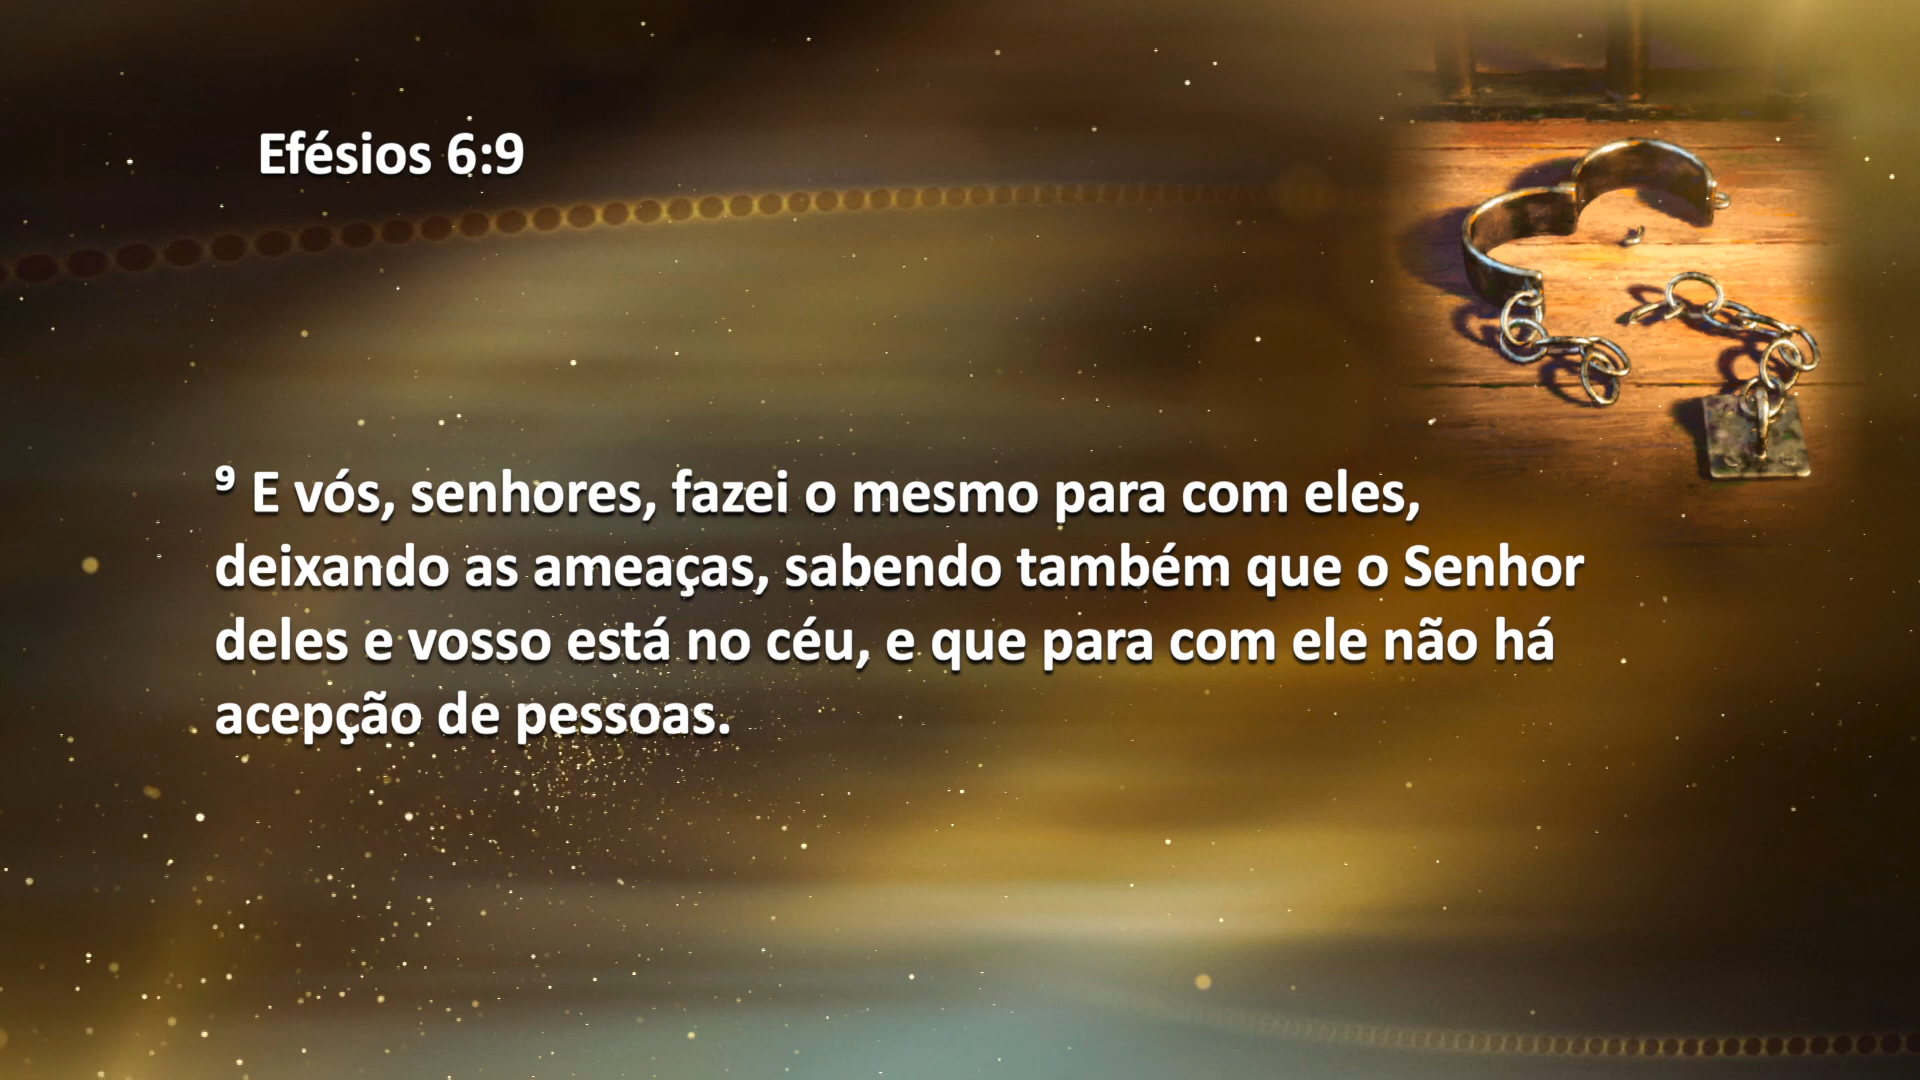 Efésios 6:9
⁹ E vós, senhores, fazei o mesmo para com eles,
deixando as ameaças, sabendo também que o Senhor
deles e vosso está no céu, e que para com ele não há
acepção de pessoas.